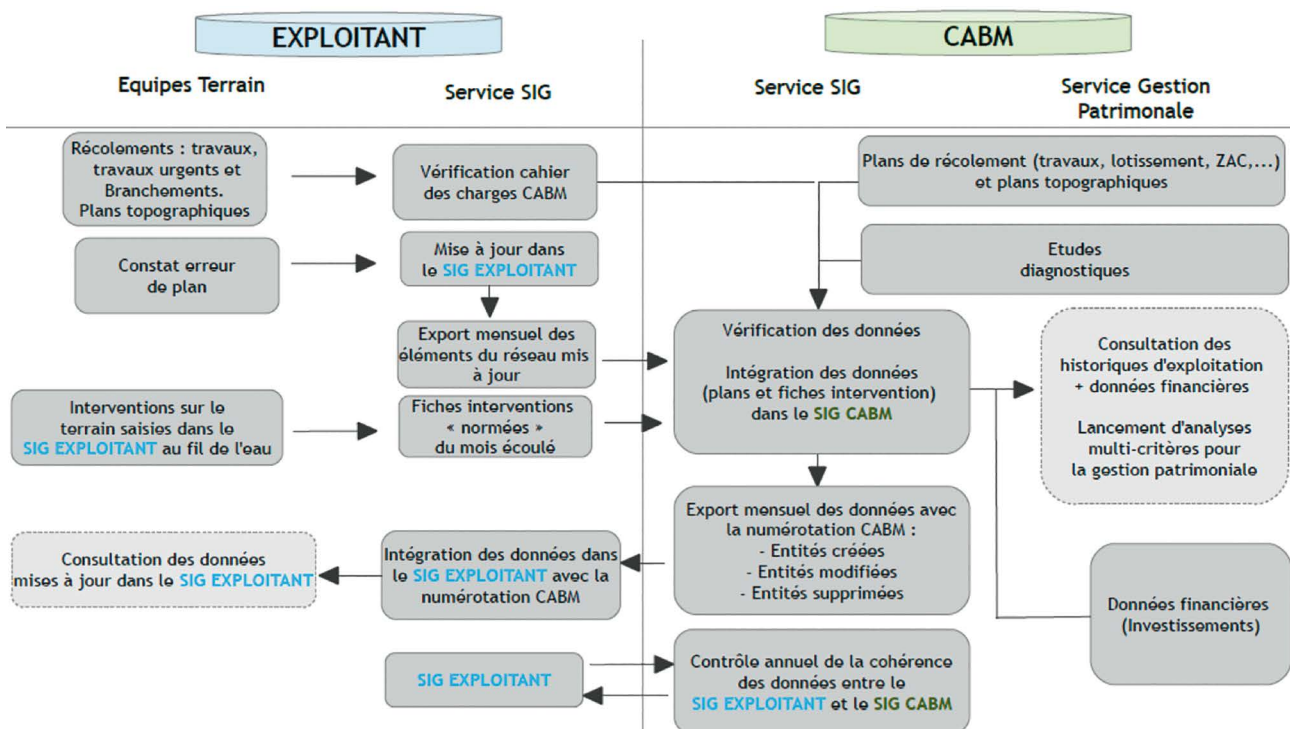 EXPLOITANT
CABM
Equipes Terrain
Service SIG
Service SIG
Service Gestion
Patrimonale
Récolements : travaux,
travaux urgents et
Branchements.
Plans topographiques
Vérification cahier
des charges CABM
Plans de récolement (travaux, lotissement, ZAC,...)
et plans topographiques
Constat erreur
de plan
Mise à jour dans
le SIG EXPLOITANT
Etudes
diagnostiques
Export mensuel des
éléments du réseau mis
à jour
Vérification des données
Intégration des données
(plans et fiches intervention)
dans le SIG CABM
Consultation des
historiques d'exploitation
+ données financières
Lancement d'analyses
multi-critères pour
la gestion patrimoniale
Interventions sur le
terrain saisies dans le
SIG EXPLOITANT au fil de l'eau
Fiches interventions
« normées »
du mois écoulé
Export mensuel des données avec
la numérotation CABM :
- Entités créées
- Entités modifiées
- Entités supprimées
Consultation des données
mises à jour dans le SIG EXPLOITANT
Intégration des données dans
le SIG EXPLOITANT avec la
numérotation CABM
Données financières
(Investissements)
SIG EXPLOITANT
Contrôle annuel de la cohérence
des données entre le
SIG EXPLOITANT et le SIG CABM